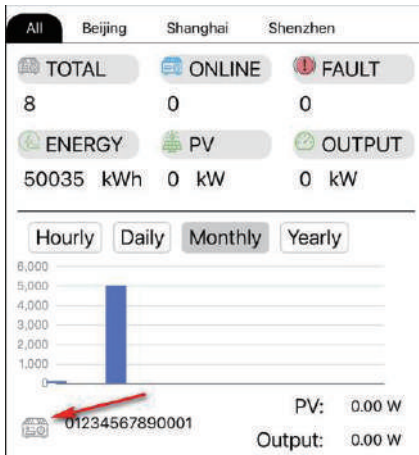 All Beijing Shanghai Shenzhen
TOTAL ONLINE FAULT
8 0 0
ENERGY PV OUTPUT
50035 kWh 0 kW 0 kW
Hourly Daily Monthly Yearly
6,000
5,000
4,000
3,000
2,000
1,000
0
PV: 0.00 W
01234567890001
Output: 0.00 W